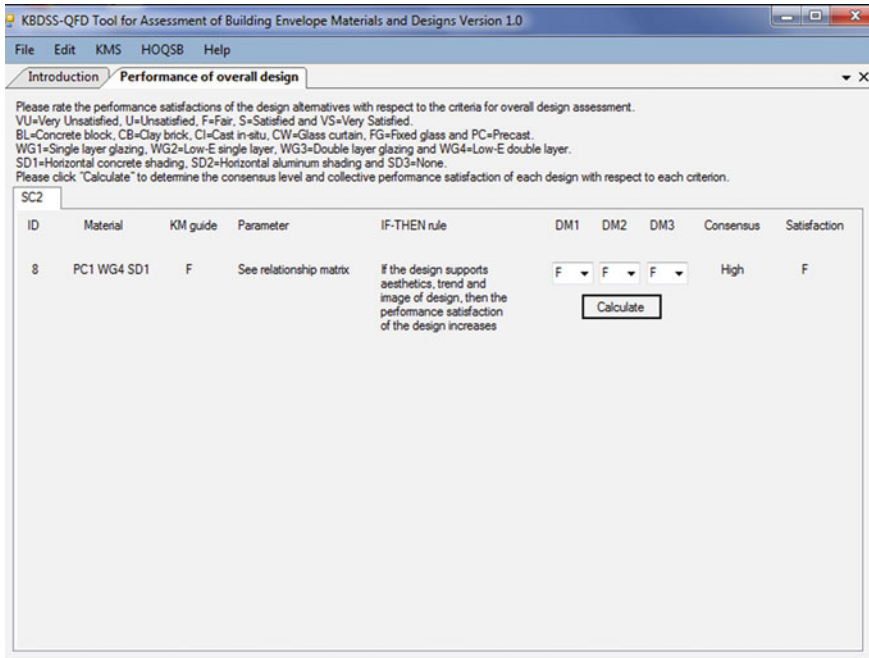 KBDSS-QFD Tool for Assessment of Building Envelope Materials and Designs Version 1.0
File Edit KMS HOQSB Help
Introduction Performance of overall design
Please rate the performance satisfactions of the design alternatives with respect to the criteria for overall design assessment.
VU=Very Unsatisfied, U=Unsatisfied, F=Fair, S=Satisfied and VS=Very Satisfied.
BL=Concrete block, CB=Clay brick, CI=Cast in-situ, CW=Glass curtain, FG=Fixed glass and PC=Precast.
WG1=Single layer glazing, WG2=Low-E single layer, WG3=Double layer glazing and WG4=Low-E double layer.
SD1=Horizontal concrete shading, SD2=Horizontal aluminum shading and SD3=None.
Please click "Calculate" to determine the consensus level and collective performance satisfaction of each design with respect to each criterion.
SC2
ID Material KM guide Parameter IF-THEN rule DM1 DM2 DM3 Consensus Satisfaction
8 PC1 WG4 SD1 F See relationship matrix If the design supports F F F High F
aesthetics, trend and
image of design, then the
performance satisfaction
of the design increases
Calculate